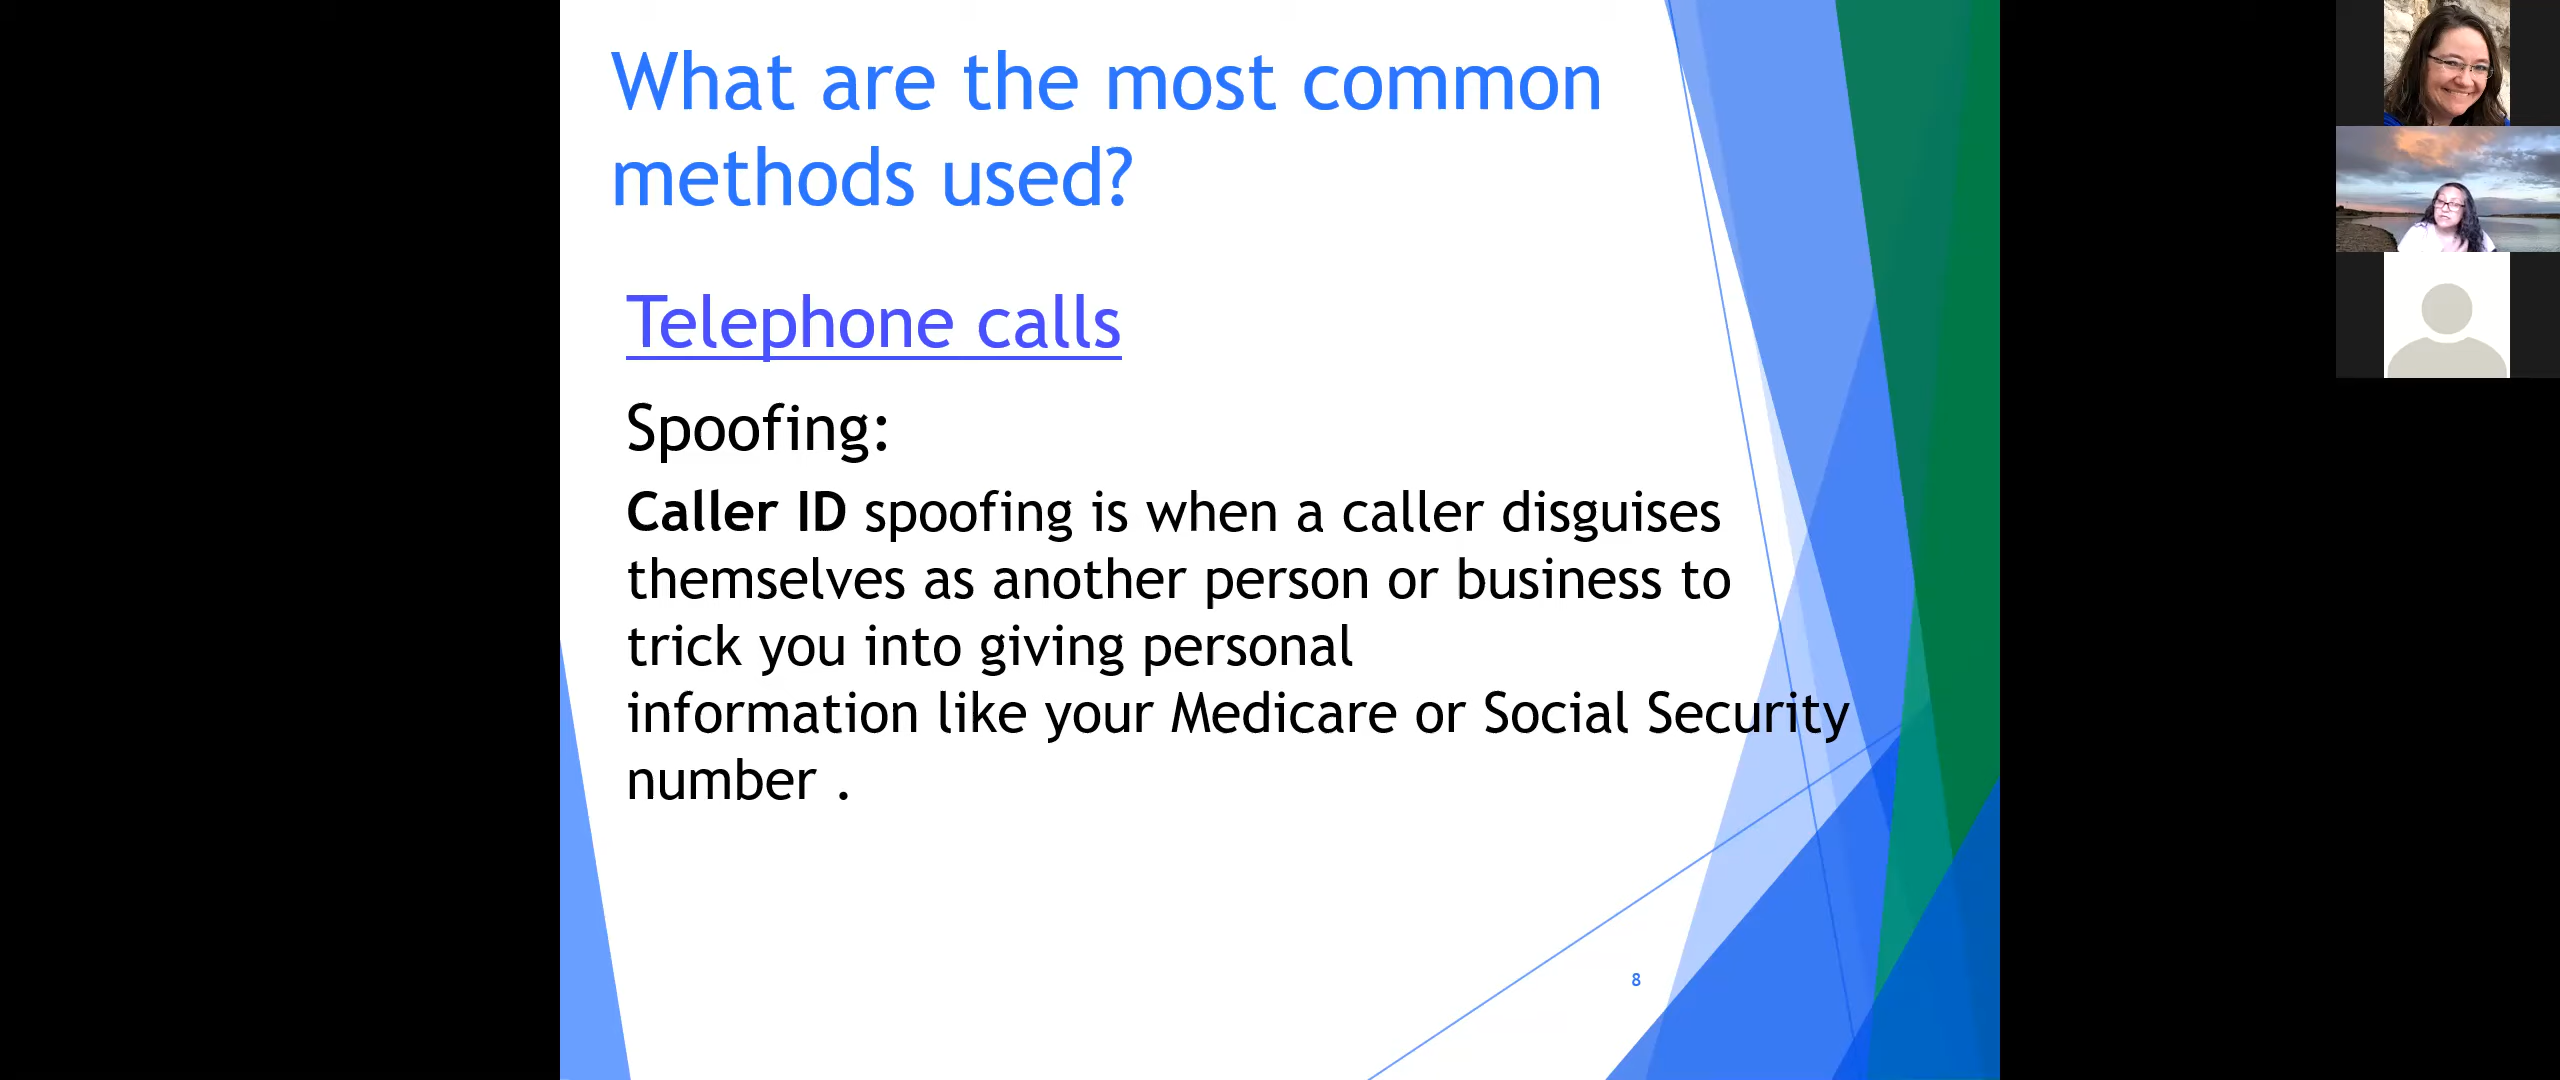 What are the most common
methods used?
Telephone calls
Spoofing:
Caller ID spoofing is when a caller disguises
themselves as another person or business to
trick you into giving personal
information like your Medicare or Social Security
number .
8